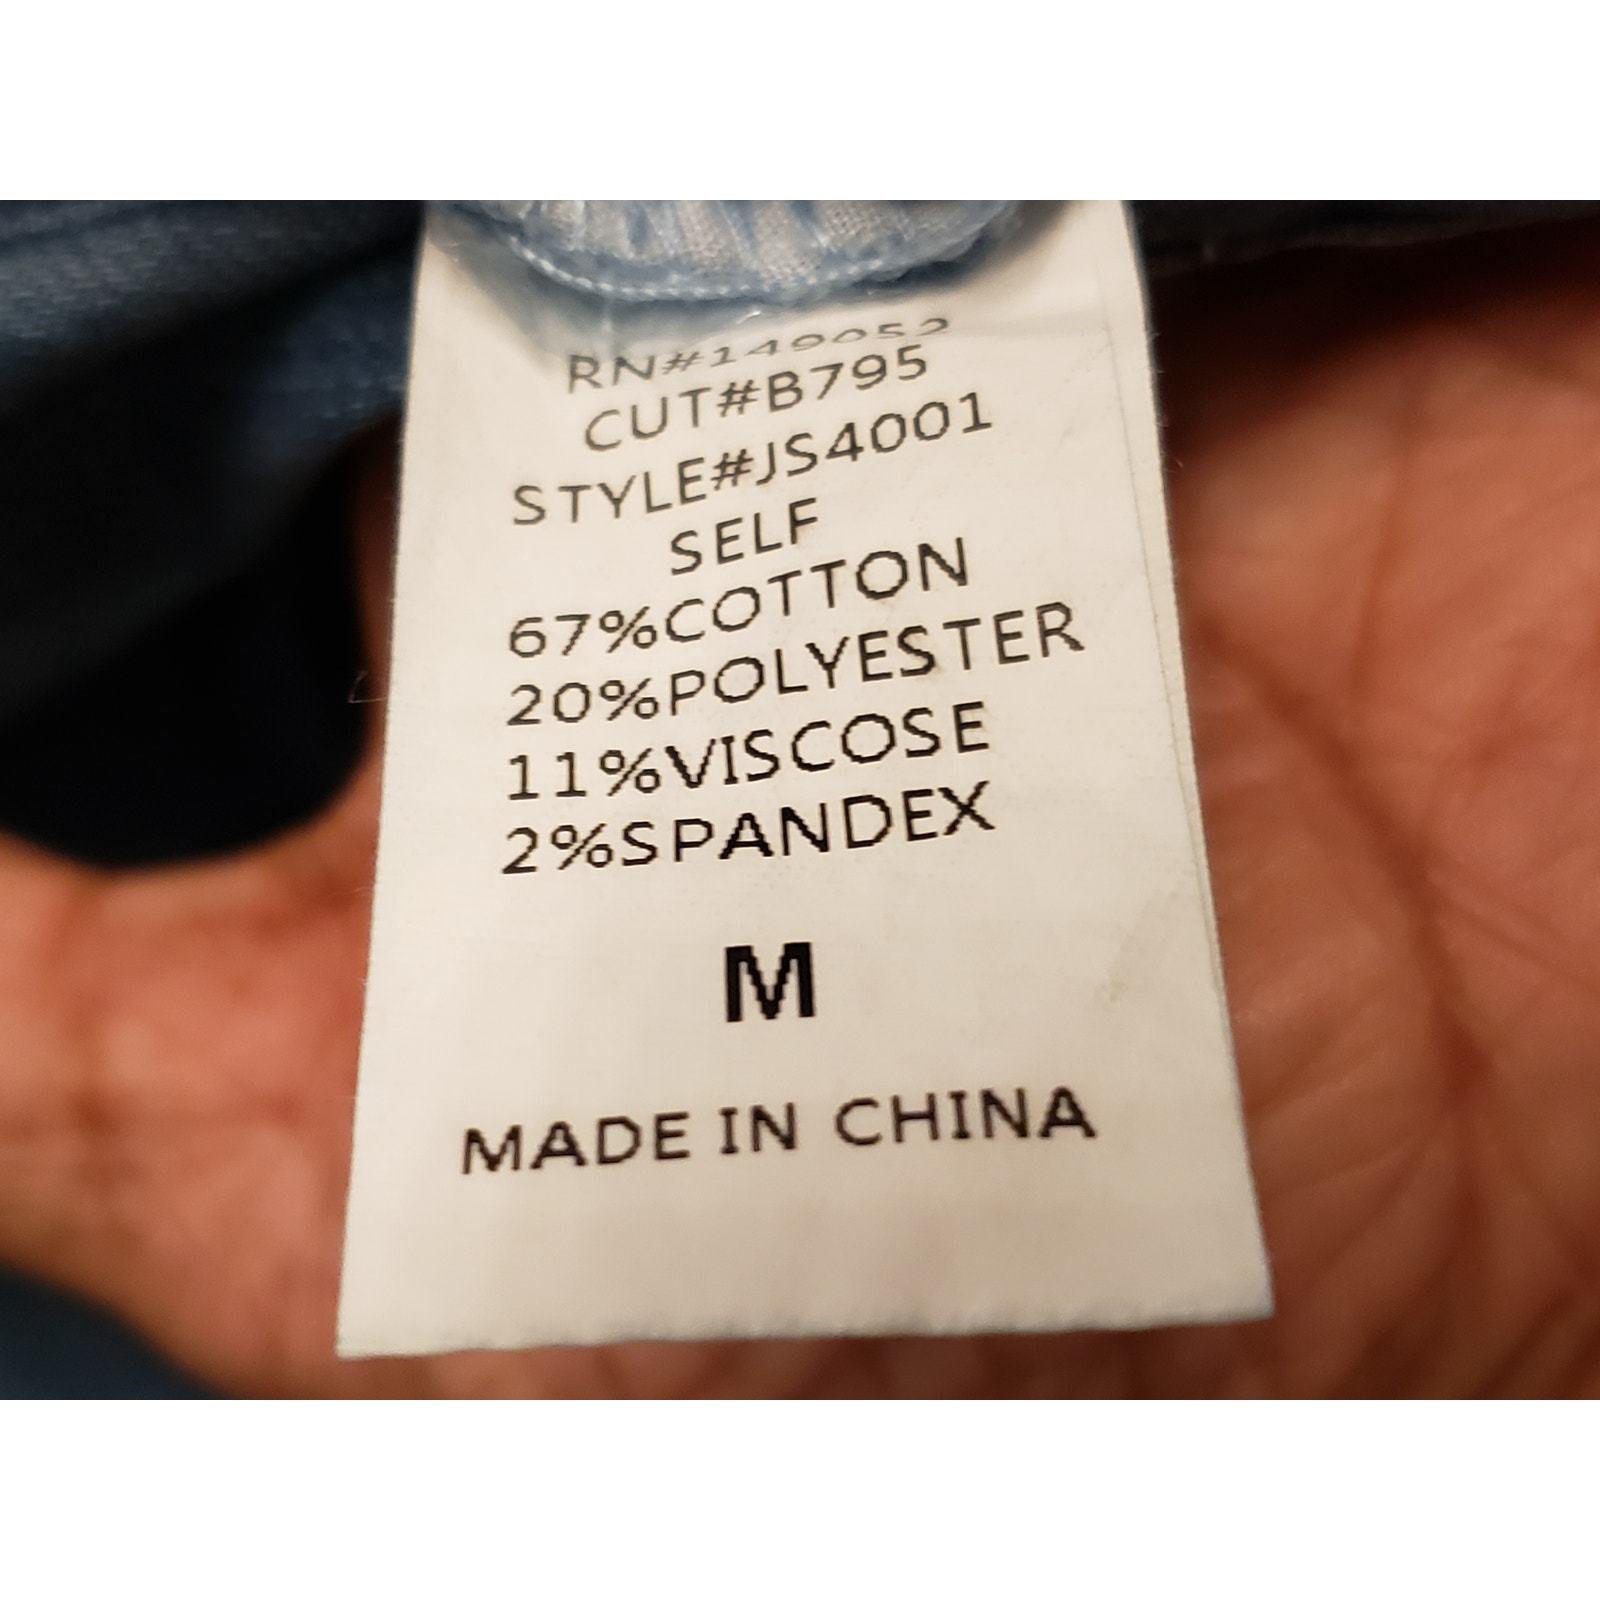 RN#149052
CUT#B795
STYLE#JS4001
SELF
67%COTTON
20%POLYESTER
11%VISCOSE
2%SPANDEX
M
MADE IN CHINA